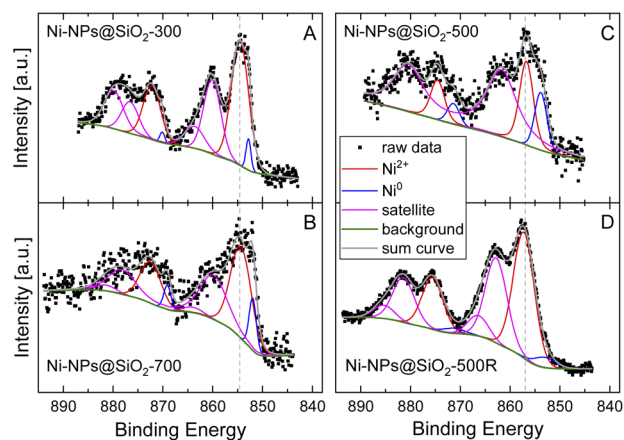 Ni-NPs@SiO₂-300 A
Intensity [a.u.]
Ni-NPs@SiO₂-500 C
raw data
Ni²⁺
Ni⁰
satellite
background
sum curve
B
Intensity [a.u.]
Ni-NPs@SiO₂-700
D
Ni-NPs@SiO₂-500R
890 880 870 860 850
890 880 870 860 850 840
Binding Energy
Binding Energy